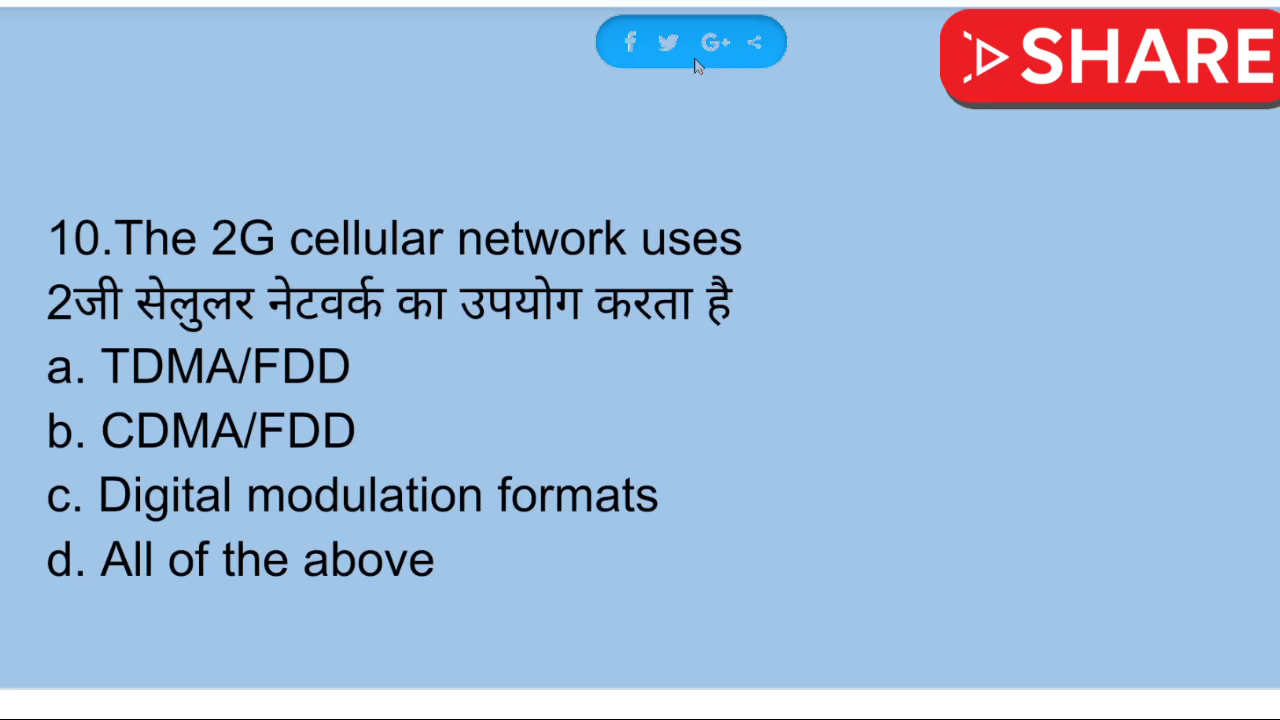 SHARE
10.The 2G cellular network uses
2जी सेलुलर नेटवर्क का उपयोग करता है
a. TDMA/FDD
b. CDMA/FDD
c. Digital modulation formats
d. All of the above